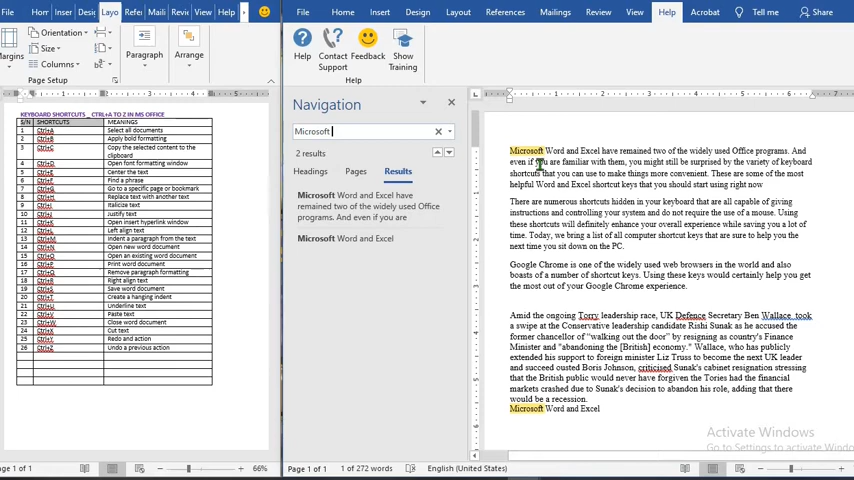 File Hom Inser Desig Layo Refe Maili Revi View Help
File Home Insert Design Layout References Mailings Review View Help Acrobat Tell me Share
Margins Orientation Size Columns Paragraph Arrange
Page Setup
Help Contact Support Feedback Show Training
Help
KEYBOARD SHORTCUTS _ CTRL+A TO Z IN MS OFFICE
S/N SHORTCUTS MEANINGS
1 Ctrl+A Select all documents
2 Ctrl+B Apply bold formatting
3 Ctrl+C Copy the selected content to the
clipboard
4 Ctrl+D Open font formatting window
5 Ctrl+E Center the text
6 Ctrl+F Find a phrase
7 Ctrl+G Go to a specific page or bookmark
8 Ctrl+H Replace text with another text
9 Ctrl+I Italicize text
10 Ctrl+J Justify text
11 Ctrl+K Open insert hyperlink window
12 Ctrl+L Left align text
13 Ctrl+M Indent a paragraph from the text
14 Ctrl+N Open new word document
15 Ctrl+O Open an existing word document
16 Ctrl+P Print word document
17 Ctrl+Q Remove paragraph formatting
18 Ctrl+R Right align text
19 Ctrl+S Save word document
20 Ctrl+T Create a hanging indent
21 Ctrl+U Underline text
22 Ctrl+V Paste text
23 Ctrl+W Close word document
24 Ctrl+X Cut text
25 Ctrl+Y Redo and action
26 Ctrl+Z Undo a previous action
age 1 of 1 66%
Navigation
Microsoft
2 results
Headings Pages Results
Microsoft Word and Excel have
remained two of the widely used Office
programs. And even if you are
Microsoft Word and Excel
Microsoft Word and Excel have remained two of the widely used Office programs. And
even if you are familiar with them, you might still be surprised by the variety of keyboard
shortcuts that you can use to make things more convenient. These are some of the most
helpful Word and Excel shortcut keys that you should start using right now
There are numerous shortcuts hidden in your keyboard that are all capable of giving
instructions and controlling your system and do not require the use of a mouse. Using
these shortcuts will definitely enhance your overall experience while saving you a lot of
time. Today, we bring a list of all computer shortcut keys that are sure to help you the
next time you sit down on the PC.
Google Chrome is one of the widely used web browsers in the world and also
boasts of a number of shortcut keys. Using these keys would certainly help you get
the most out of your Google Chrome experience.
Amid the ongoing Torry leadership race, UK Defence Secretary Ben Wallace took
a swipe at the Conservative leadership candidate Rishi Sunak as he accused the
former chancellor of “walking out the door” by resigning as country's Finance
Minister and "abandoning the [British] economy." Wallace, who has publicly
extended his support to foreign minister Liz Truss to become the next UK leader
and succeed ousted Boris Johnson, criticised Sunak's cabinet resignation stressing
that the British public would never have forgiven the Tories had the financial
markets crashed due to Sunak's decision to abandon his role, adding that there
would be a recession.
Microsoft Word and Excel
Activate Windows
Go to Settings to activate Windows
Page 1 of 1 1 of 272 words English (United States)